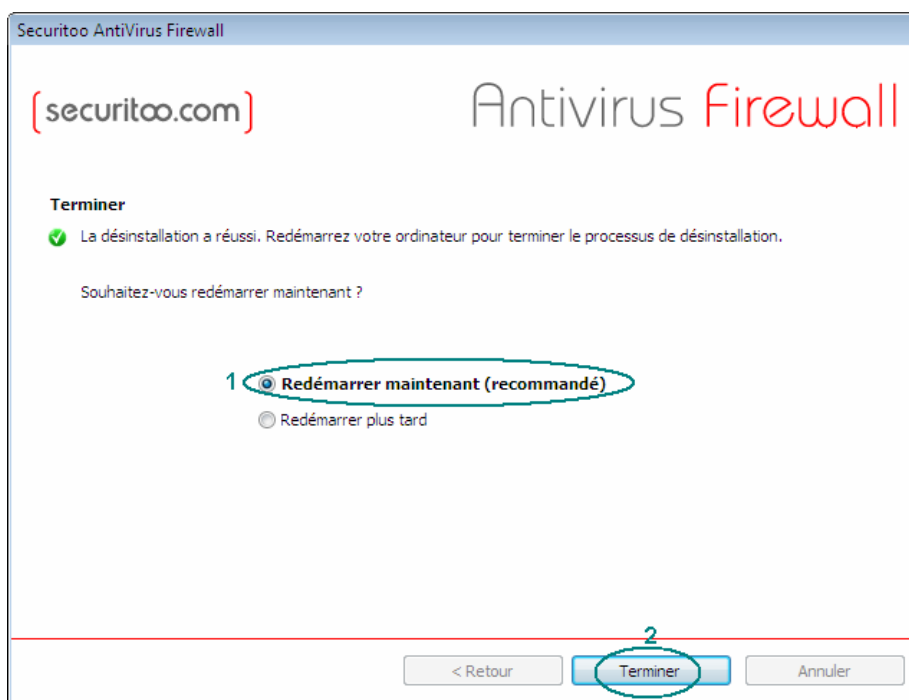 Securitoo AntiVirus Firewall
(securitoo.com)
Antivirus Firewall
Terminer
La désinstallation a réussi. Redémarrez votre ordinateur pour terminer le processus de désinstallation.
Souhaitez-vous redémarrer maintenant ?
1 Redémarrer maintenant (recommandé)
Redémarrer plus tard
2
< Retour
Terminer
Annuler